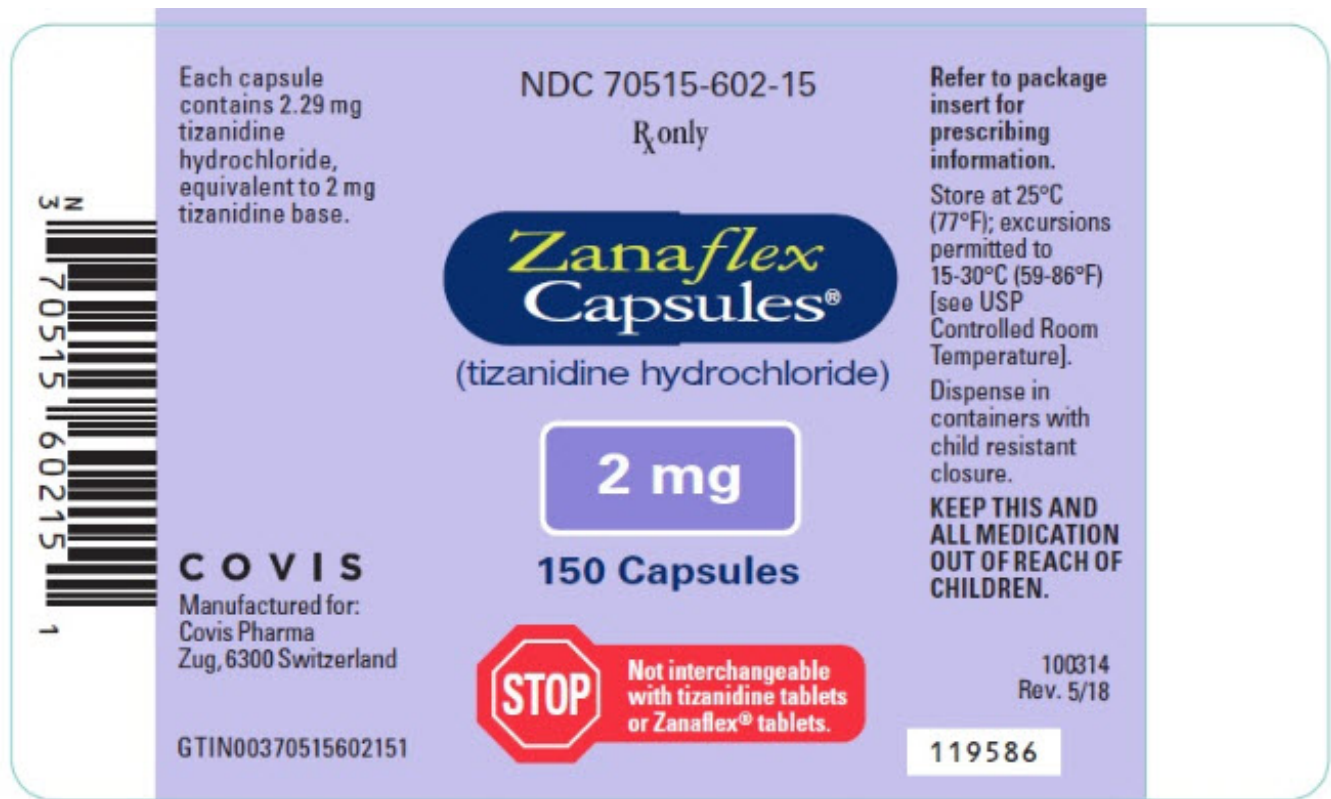 Each capsule
contains 2.29 mg
tizanidine
hydrochloride,
equivalent to 2 mg
tizanidine base.
N
3
70515 60215
1
COVIS
Manufactured for:
Covis Pharma
Zug, 6300 Switzerland
GTIN00370515602151
NDC 70515-602-15
Rx only
Zanaflex
Capsules®
(tizanidine hydrochloride)
2 mg
150 Capsules
STOP
Not interchangeable
with tizanidine tablets
or Zanaflex® tablets.
Refer to package
insert for
prescribing
information.
Store at 25°C
(77°F); excursions
permitted to
15-30°C (59-86°F)
[see USP
Controlled Room
Temperature].
Dispense in
containers with
child resistant
closure.
KEEP THIS AND
ALL MEDICATION
OUT OF REACH OF
CHILDREN.
100314
Rev. 5/18
119586